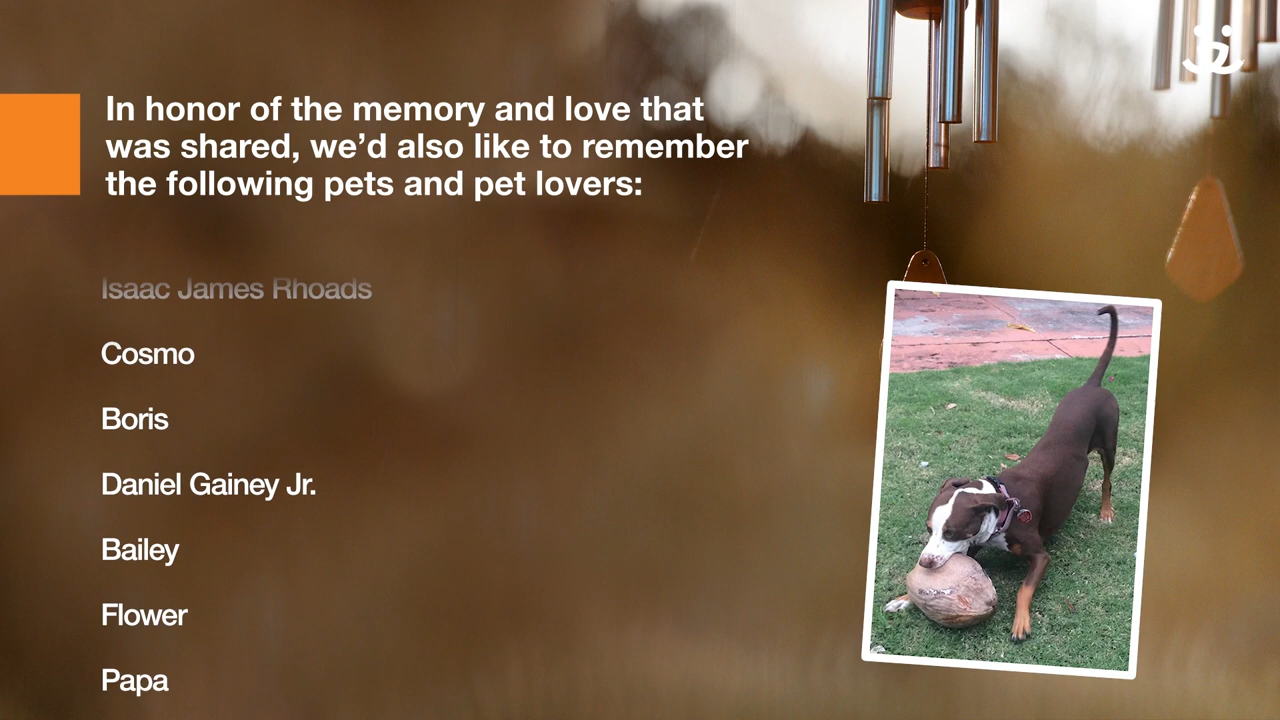 In honor of the memory and love that
was shared, we’d also like to remember
the following pets and pet lovers:
Isaac James Rhoads
Cosmo
Boris
Daniel Gainey Jr.
Bailey
Flower
Papa